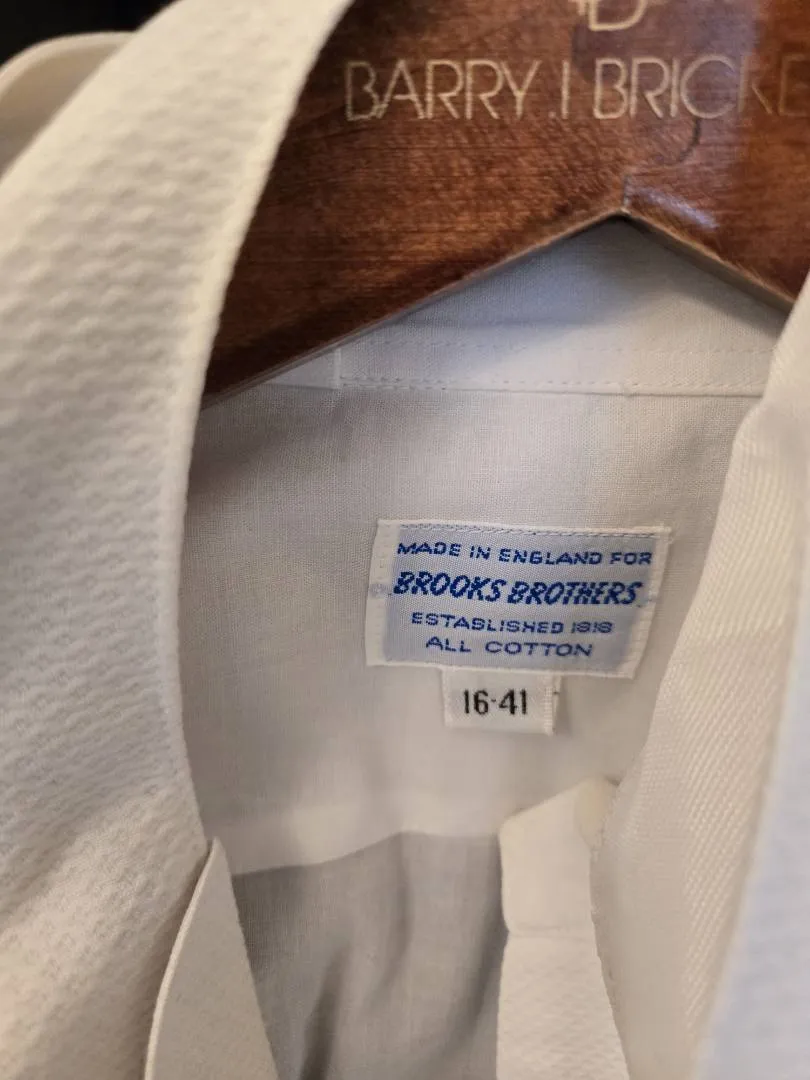 BARRY . I BRICKE
MADE IN ENGLAND FOR
BROOKS BROTHERS
ESTABLISHED 1818
ALL COTTON
16-41